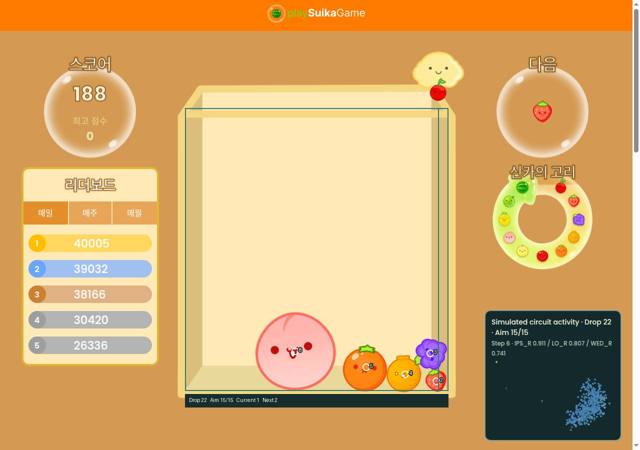 playSuikaGame
스코어
188
최고 점수
0
다음
신카의 고리
리더보드
매일
매주
매월
1 40005
2 39032
3 38166
4 30420
5 26336
Simulated circuit activity · Drop 22
· Aim 15/15
Step 6 · IPS_R 0.911 / LO_R 0.807 / WED_R
0.741
Drop 22 Aim 15/15 Current 1 Next 2